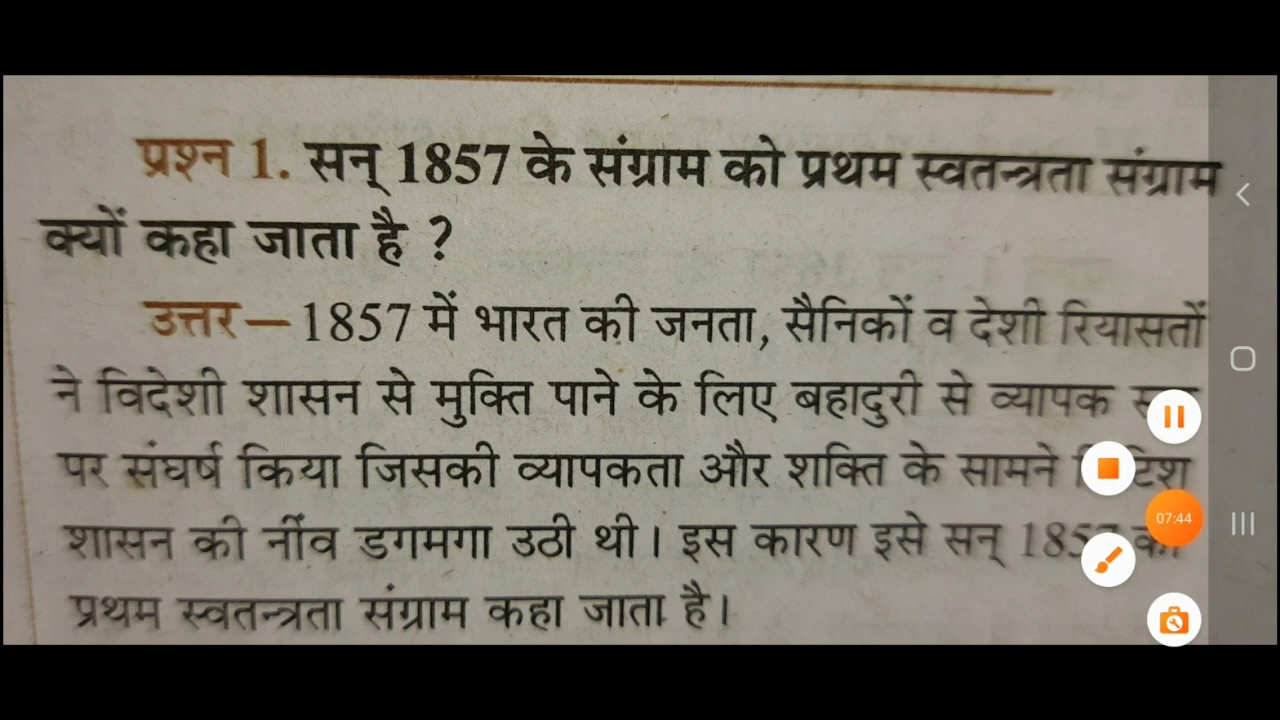 प्रश्न 1. सन् 1857 के संग्राम को प्रथम स्वतन्त्रता संग्राम
क्यों कहा जाता है ?
उत्तर — 1857 में भारत की जनता, सैनिकों व देशी रियासतों
ने विदेशी शासन से मुक्ति पाने के लिए बहादुरी से व्यापक
पर संघर्ष किया जिसकी व्यापकता और शक्ति के सामने
शासन की नींव डगमगा उठी थी। इस कारण इसे सन्
प्रथम स्वतन्त्रता संग्राम कहा जाता है।
07:44